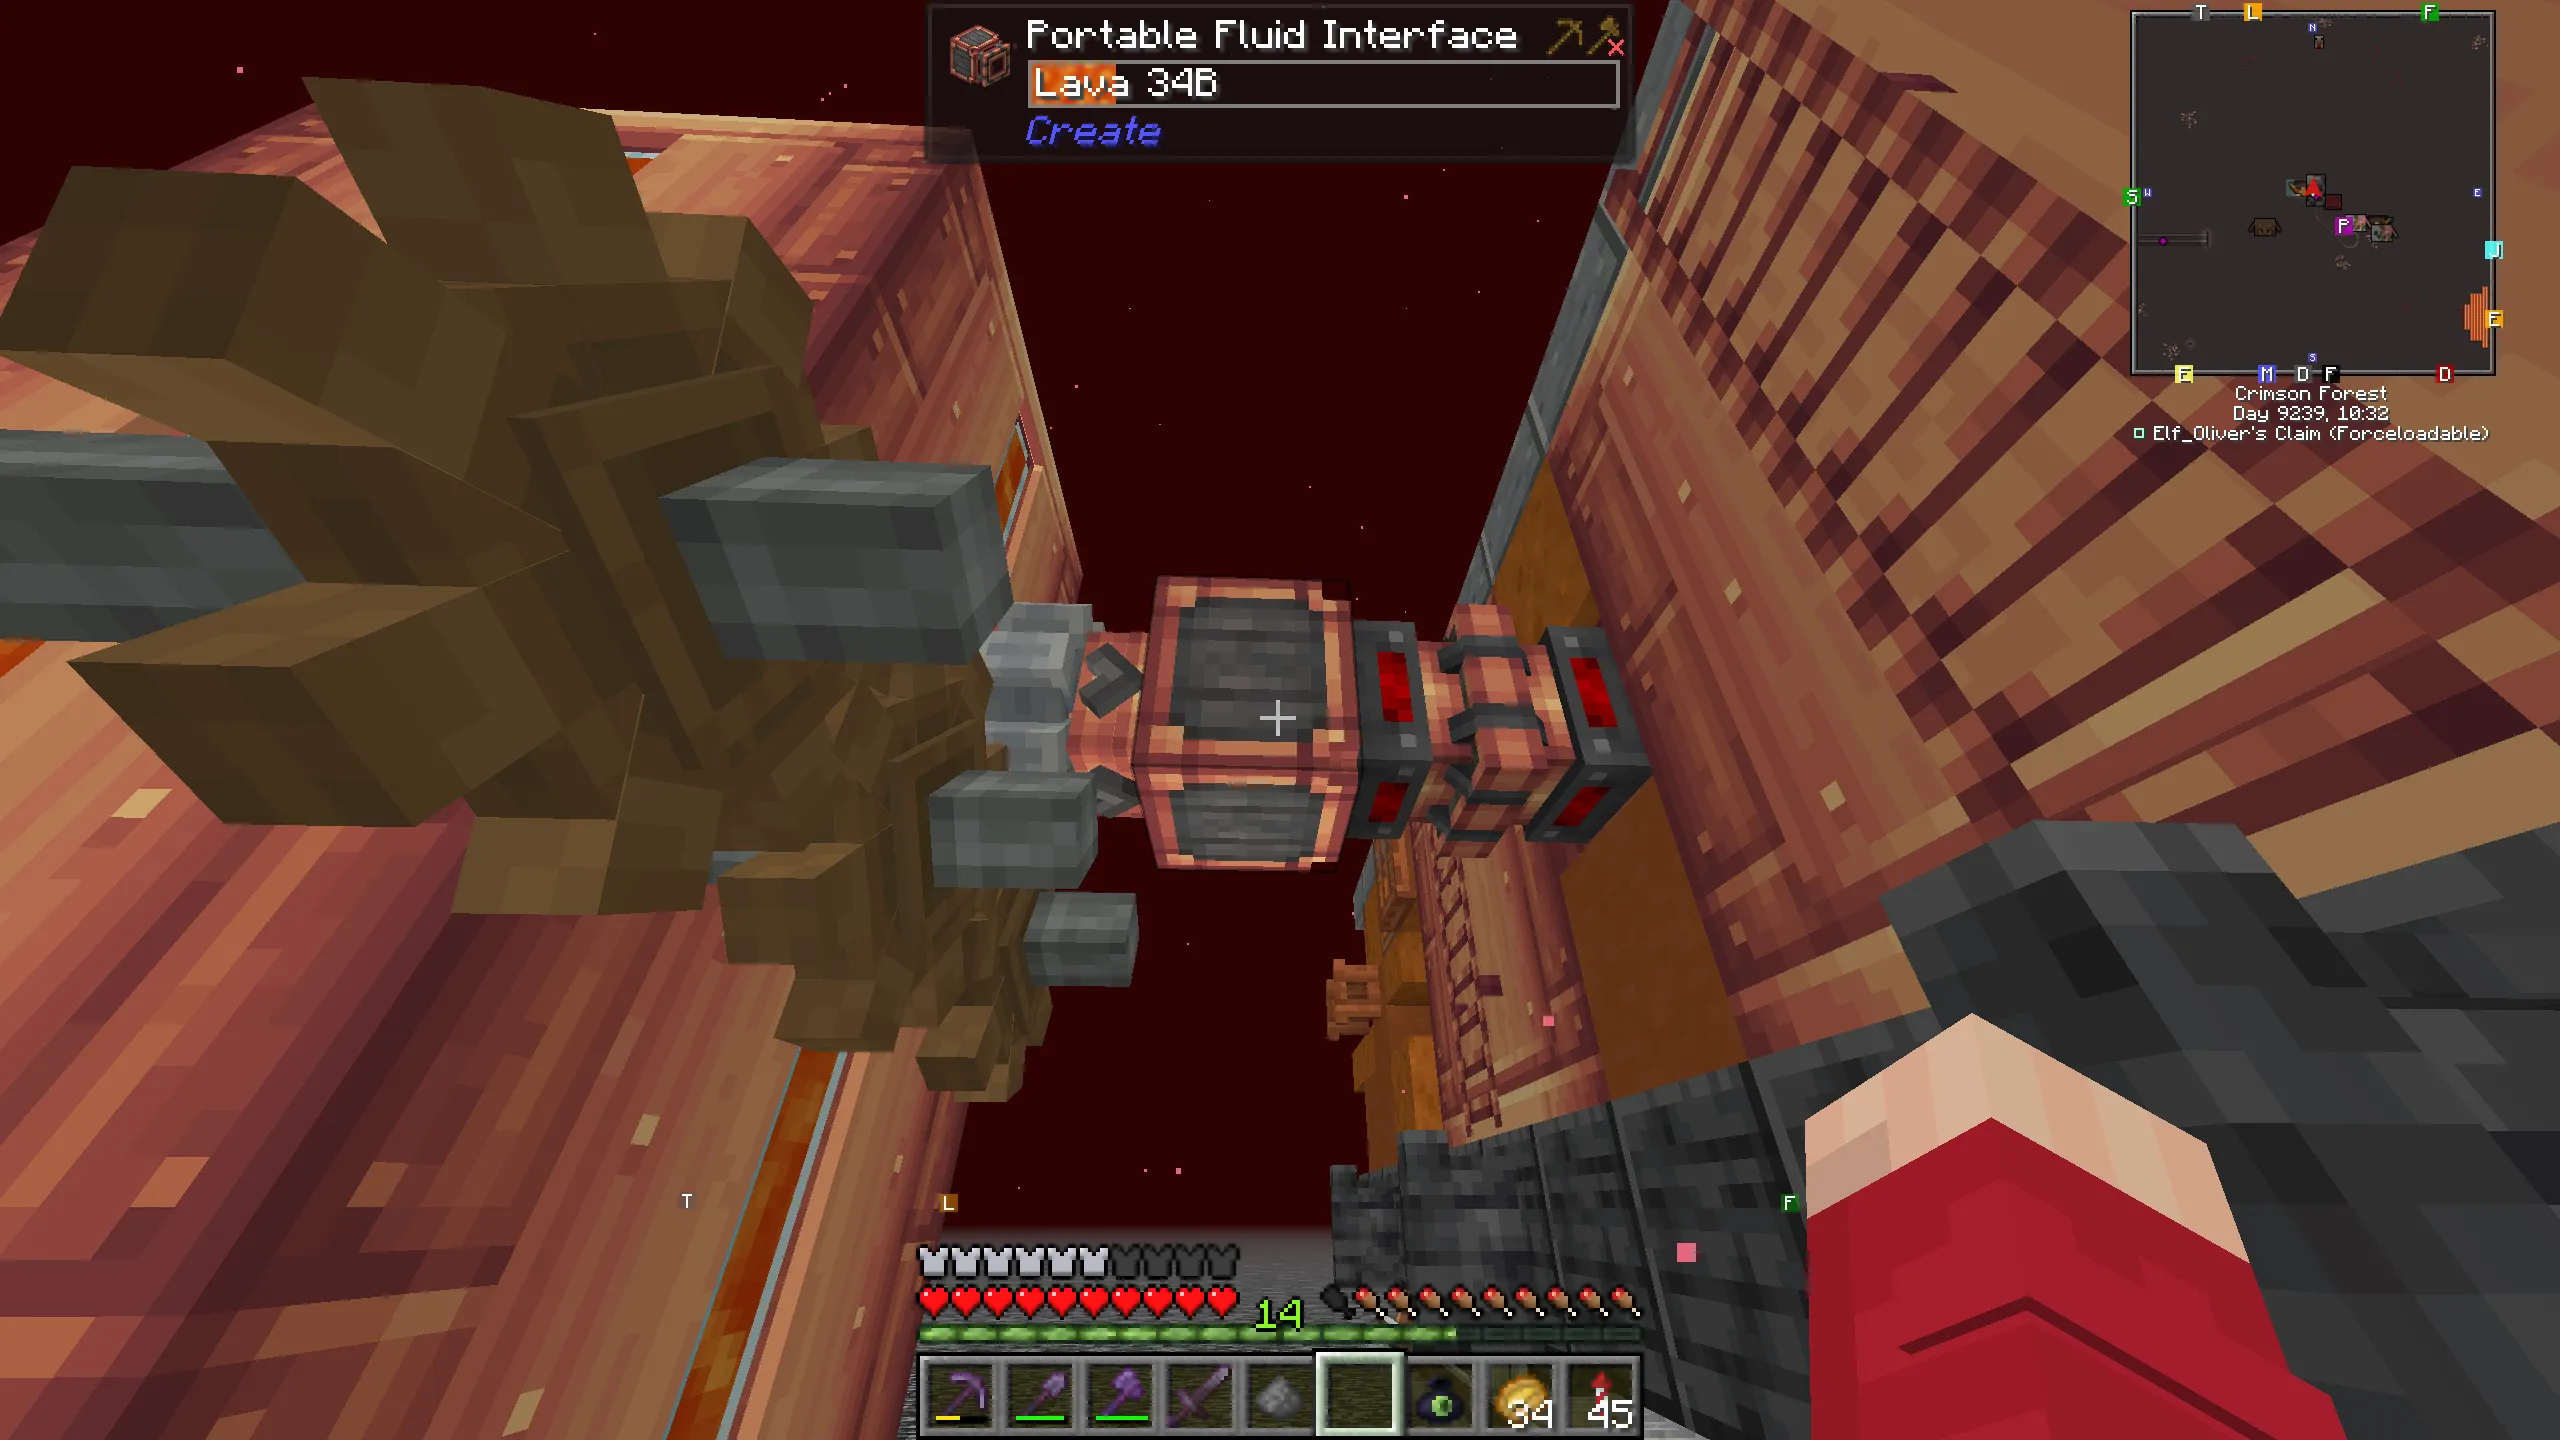 Portable Fluid Interface
Lava 34B
Create
T L F
N
S W E
P
J
E
S
F M D F D
Crimson Forest
Day 9239, 10:32
Elf_Oliver's Claim (Forceloadable)
T L F
14
34 45